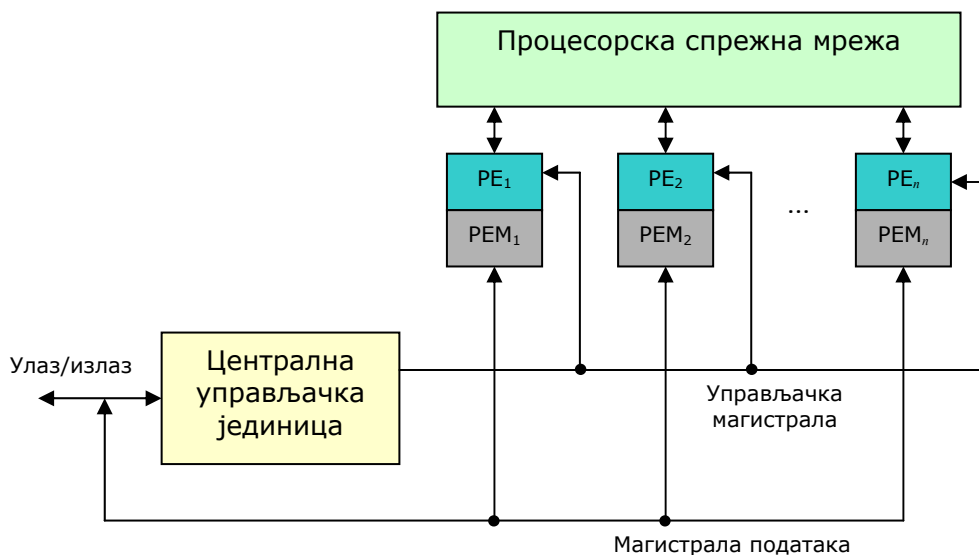 Процесорска спрежна мрежа
PE₁
PE₂
PEₙ
...
PEM₁
PEM₂
PEMₙ
Улаз/излаз
Централна
управљачка
јединица
Управљачка
магистрала
Магистрала података